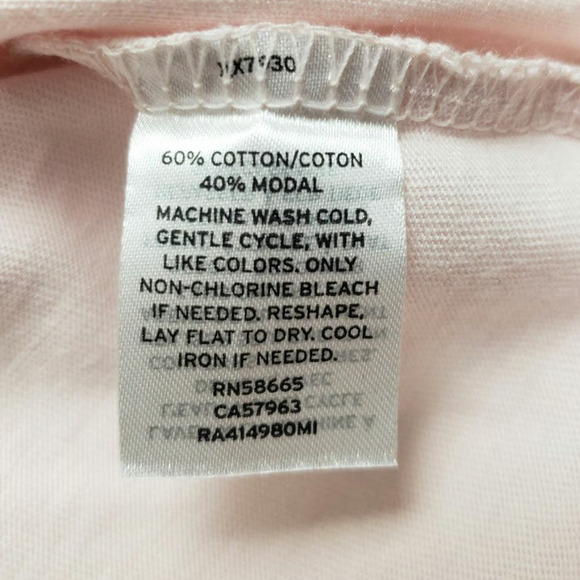 60% COTTON/COTON
40% MODAL
MACHINE WASH COLD,
GENTLE CYCLE, WITH
LIKE COLORS. ONLY
NON-CHLORINE BLEACH
IF NEEDED. RESHAPE,
LAY FLAT TO DRY. COOL
IRON IF NEEDED.
RN58665
CA57963
RA414980MI